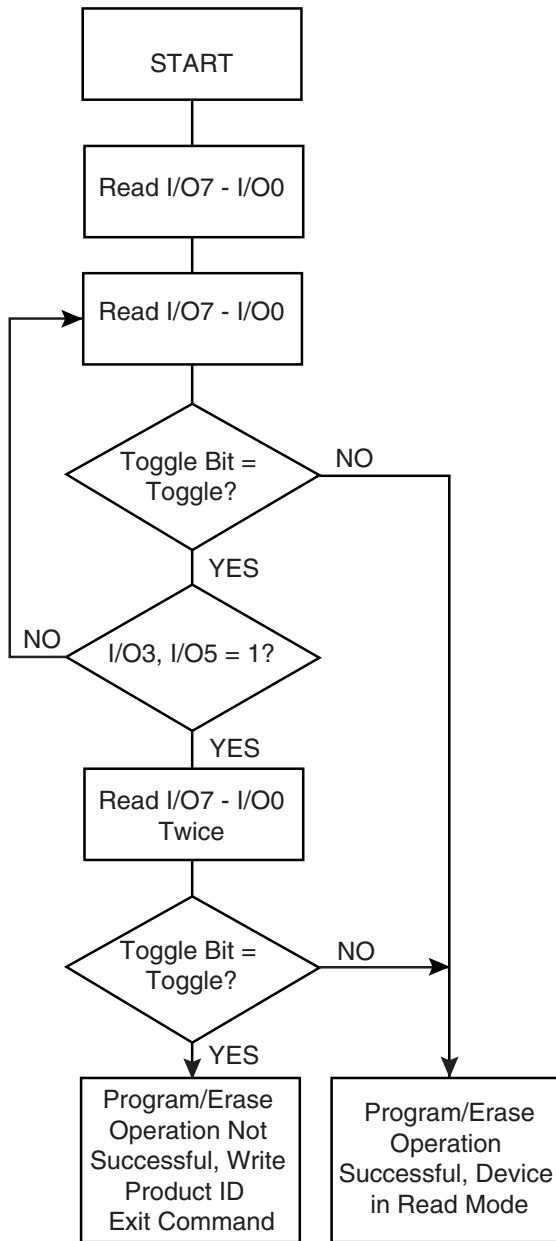 START
Read I/O7 - I/O0
Read I/O7 - I/O0
Toggle Bit =
Toggle?
NO
YES
NO
I/O3, I/O5 = 1?
YES
Read I/O7 - I/O0
Twice
Toggle Bit =
Toggle?
NO
YES
Program/Erase
Operation Not
Successful, Write
Product ID
Exit Command
Program/Erase
Operation
Successful, Device
in Read Mode